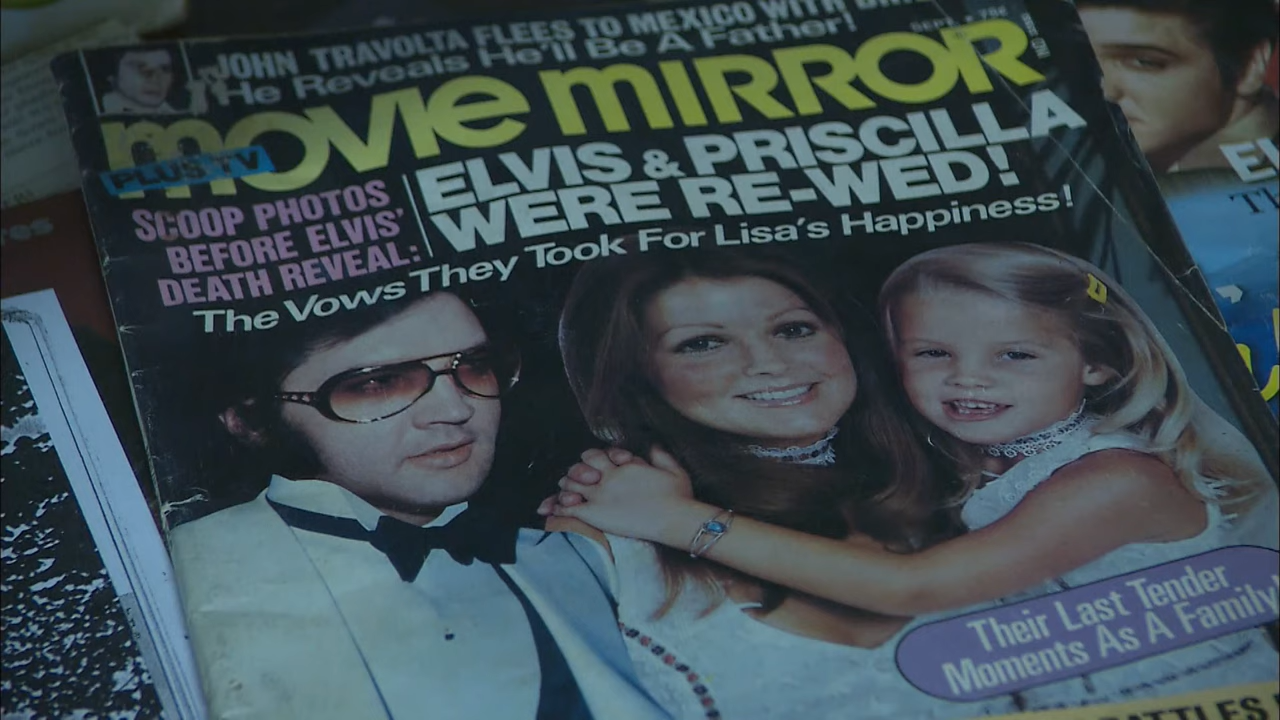 JOHN TRAVOLTA FLEES TO MEXICO WITH
He Reveals He'll Be A Father!
SEPT. 75¢
MOVIE MIRROR
PLUS TV
SCOOP PHOTOS
BEFORE ELVIS'
DEATH REVEAL:
ELVIS & PRISCILLA
WERE RE-WED!
The Vows They Took For Lisa's Happiness!
Their Last Tender
Moments As A Family